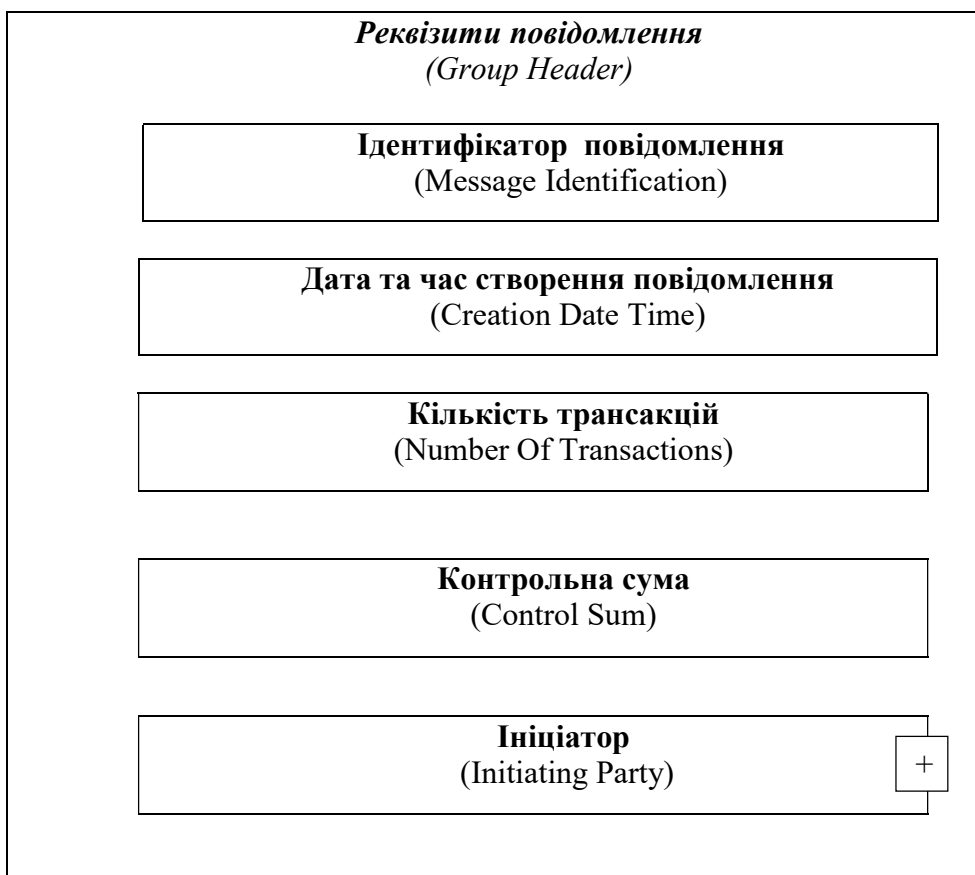 Реквізити повідомлення
(Group Header)
Ідентифікатор повідомлення
(Message Identification)
Дата та час створення повідомлення
(Creation Date Time)
Кількість трансакцій
(Number Of Transactions)
Контрольна сума
(Control Sum)
Ініціатор
(Initiating Party)
+